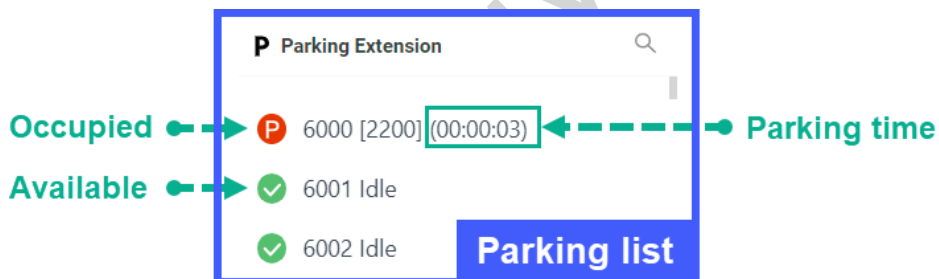 P Parking Extension
Occupied P 6000 [2200] (00:00:03) Parking time
Available 6001 Idle
6002 Idle
Parking list